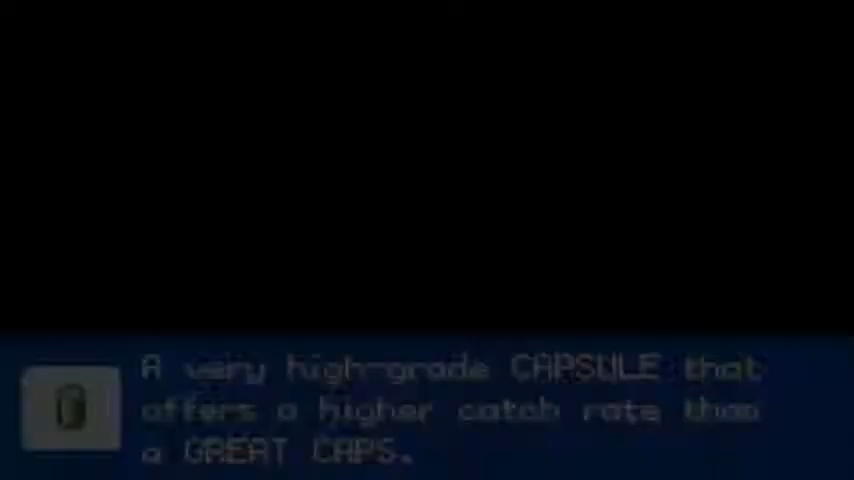 A very high-grade CAPSULE that
offers a higher catch rate than
a GREAT CAPS.